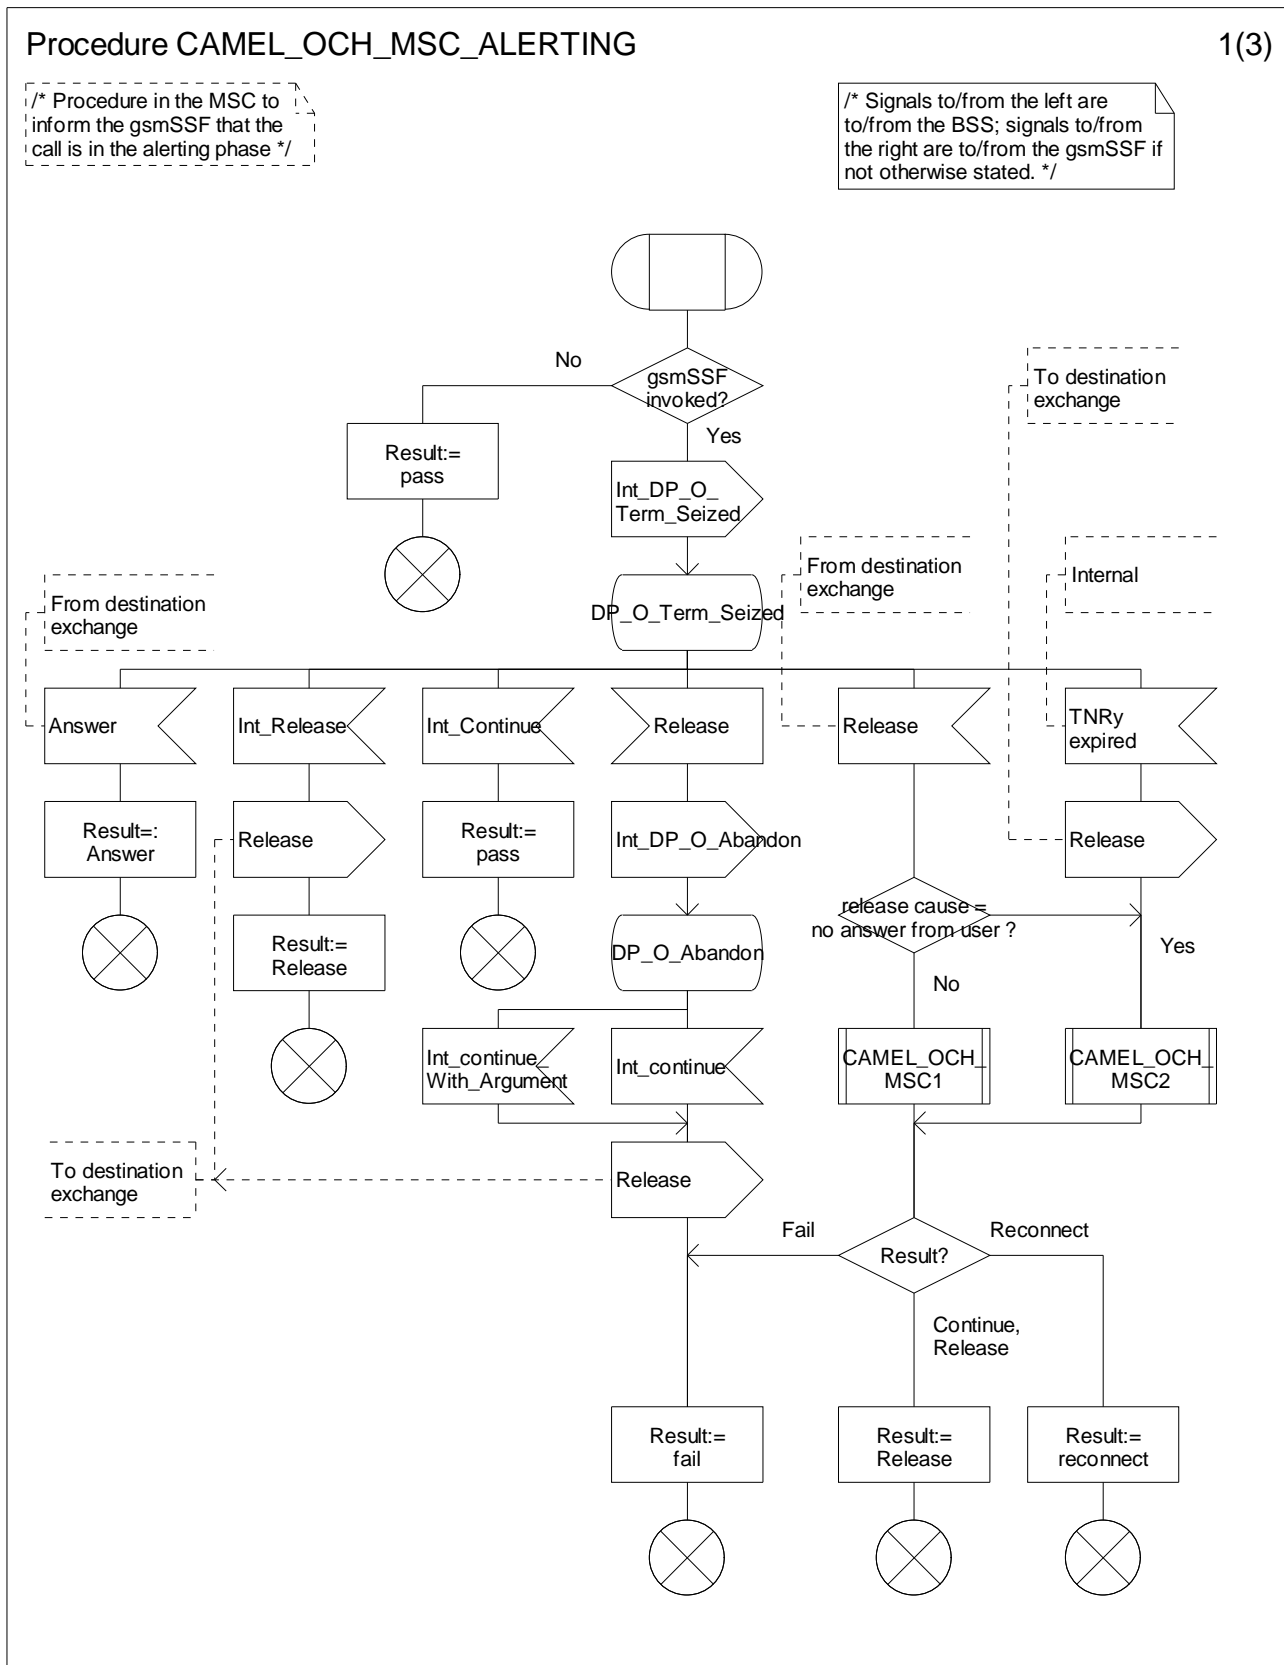 Procedure CAMEL_OCH_MSC_ALERTING
1(3)
/* Procedure in the MSC to
inform the gsmSSF that the
call is in the alerting phase */
/* Signals to/from the left are
to/from the BSS; signals to/from
the right are to/from the gsmSSF if
not otherwise stated. */
No
gsmSSF
invoked?
Yes
To destination
exchange
Result:=
pass
Int_DP_O_
Term_Seized
From destination
exchange
DP_O_Term_Seized
From destination
exchange
Internal
Answer
Int_Release
Int_Continue
Release
Release
TNRy
expired
Result=:
Answer
Release
Result:=
pass
Int_DP_O_Abandon
Release
release cause =
no answer from user ?
Yes
No
Result:=
Release
DP_O_Abandon
Int_continue_
With_Argument
Int_continue
CAMEL_OCH_
MSC1
CAMEL_OCH_
MSC2
To destination
exchange
Release
Fail
Result?
Reconnect
Continue,
Release
Result:=
fail
Result:=
Release
Result:=
reconnect